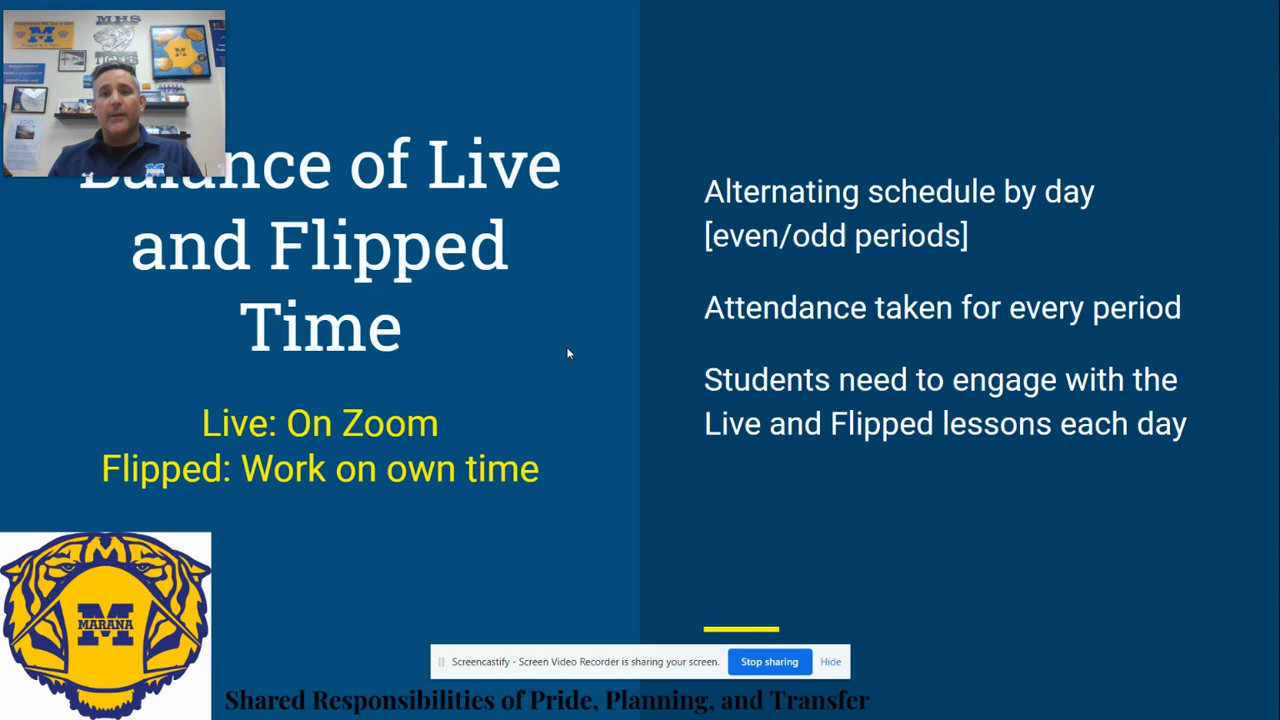 MHS
TIGERS
M
Balance of Live
and Flipped
Time
Live: On Zoom
Flipped: Work on own time
Alternating schedule by day
[even/odd periods]
Attendance taken for every period
Students need to engage with the
Live and Flipped lessons each day
MARANA
Screencastify - Screen Video Recorder is sharing your screen.
Stop sharing
Hide
Shared Responsibilities of Pride, Planning, and Transfer